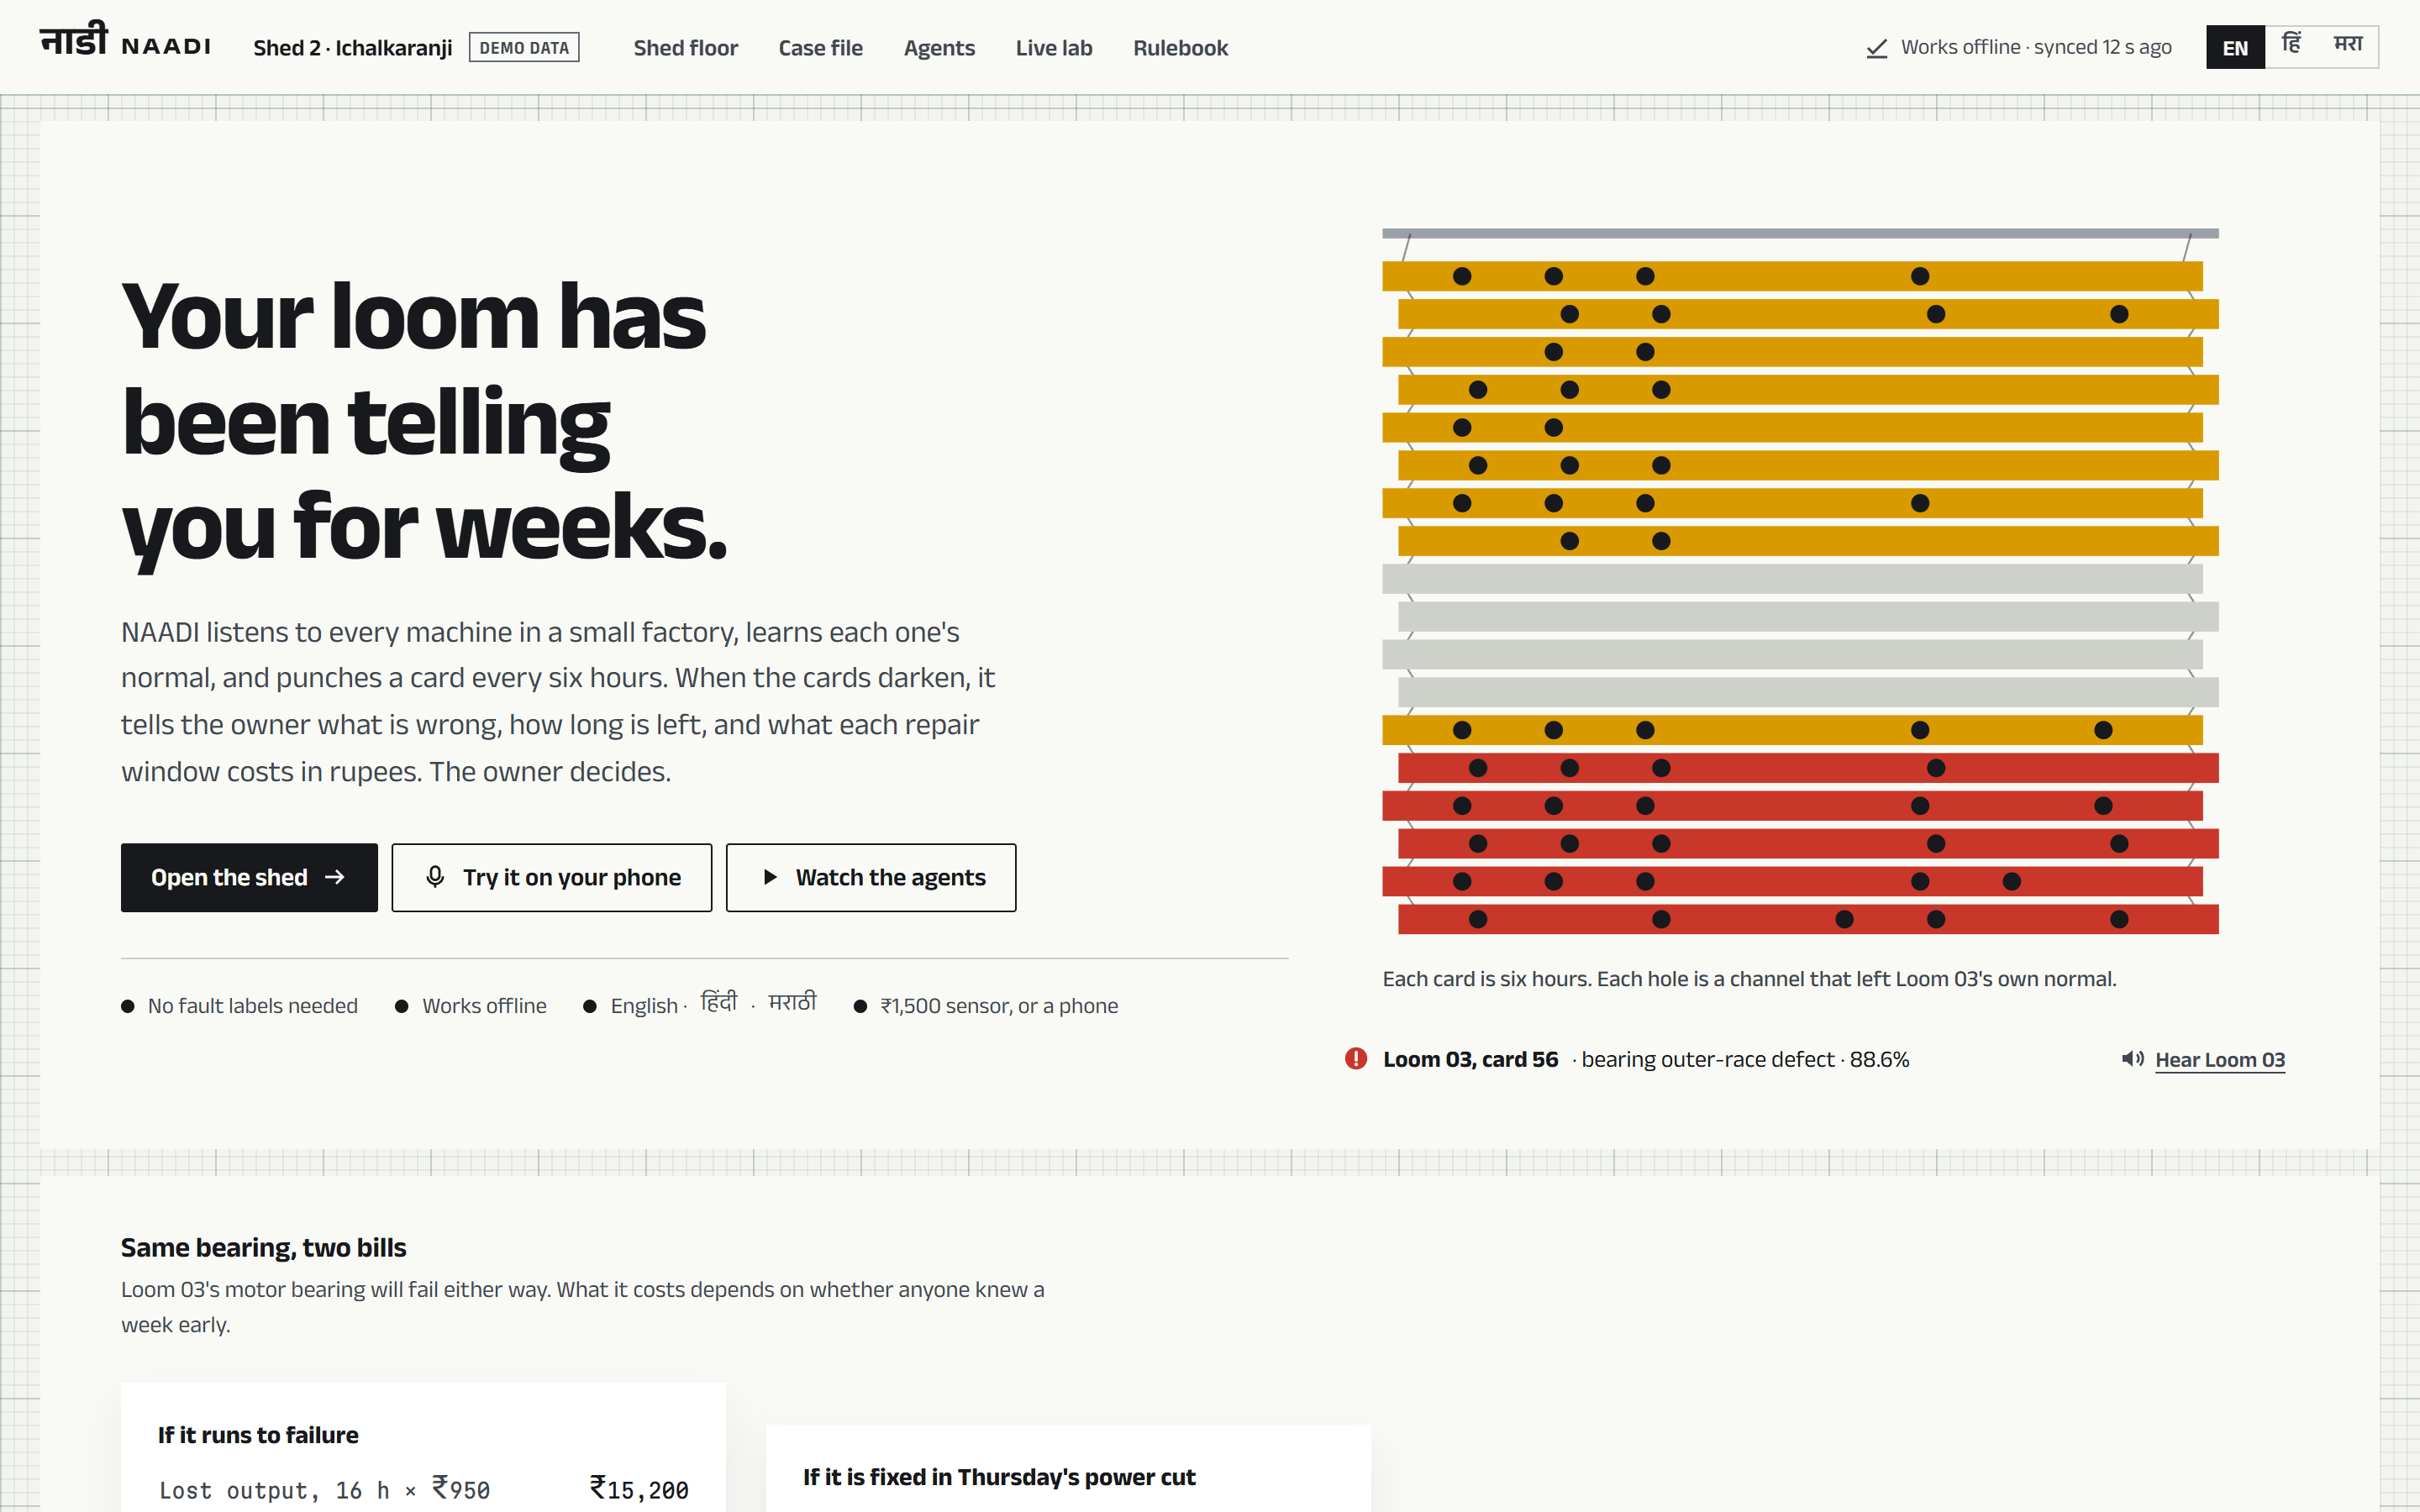 नाडी NAADI Shed 2 · Ichalkaranji DEMO DATA Shed floor Case file Agents Live lab Rulebook Works offline · synced 12 s ago EN हिं मरा
Your loom has
been telling
you for weeks.
NAADI listens to every machine in a small factory, learns each one's
normal, and punches a card every six hours. When the cards darken, it
tells the owner what is wrong, how long is left, and what each repair
window costs in rupees. The owner decides.
Open the shed → Try it on your phone Watch the agents
No fault labels needed Works offline English · हिंदी · मराठी ₹1,500 sensor, or a phone
Each card is six hours. Each hole is a channel that left Loom 03's own normal.
Loom 03, card 56 · bearing outer-race defect · 88.6% Hear Loom 03
Same bearing, two bills
Loom 03's motor bearing will fail either way. What it costs depends on whether anyone knew a
week early.
If it runs to failure
Lost output, 16 h × ₹950 ₹15,200
If it is fixed in Thursday's power cut